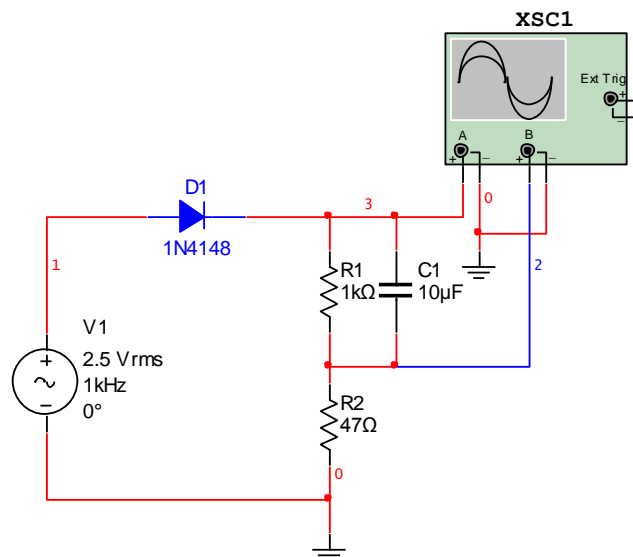 XSC1
Ext Trig
+
−
A
B
+
−
+
−
D1
1N4148
3
0
1
2
R1
1kΩ
C1
10µF
V1
+
2.5 Vrms
1kHz
−
0°
R2
47Ω
0